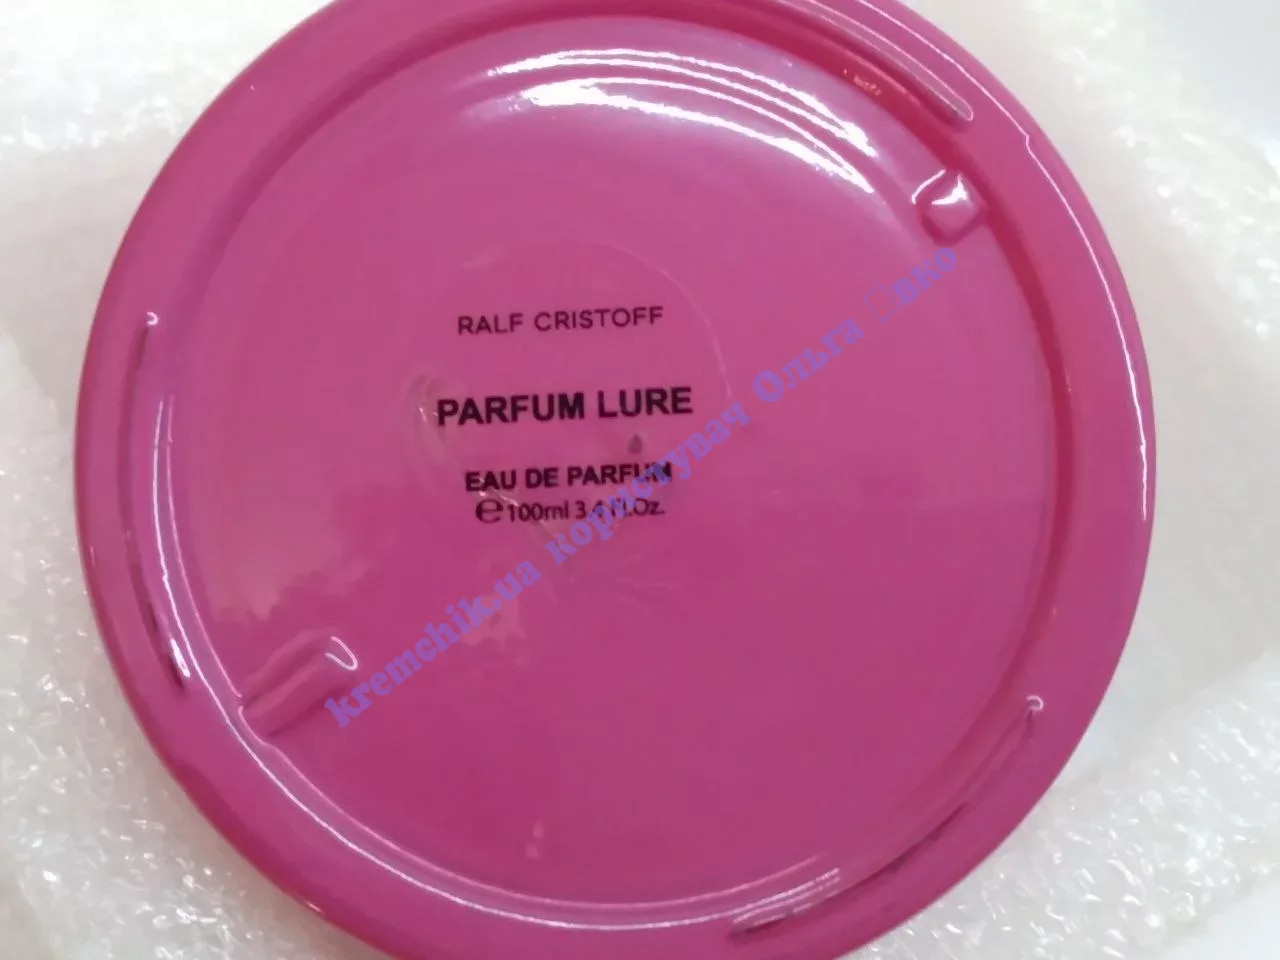 RALF CRISTOFF
PARFUM LURE
EAU DE PARFUM
℮100ml 3.4 Fl.Oz.
kremchik.ua користувач Ольга